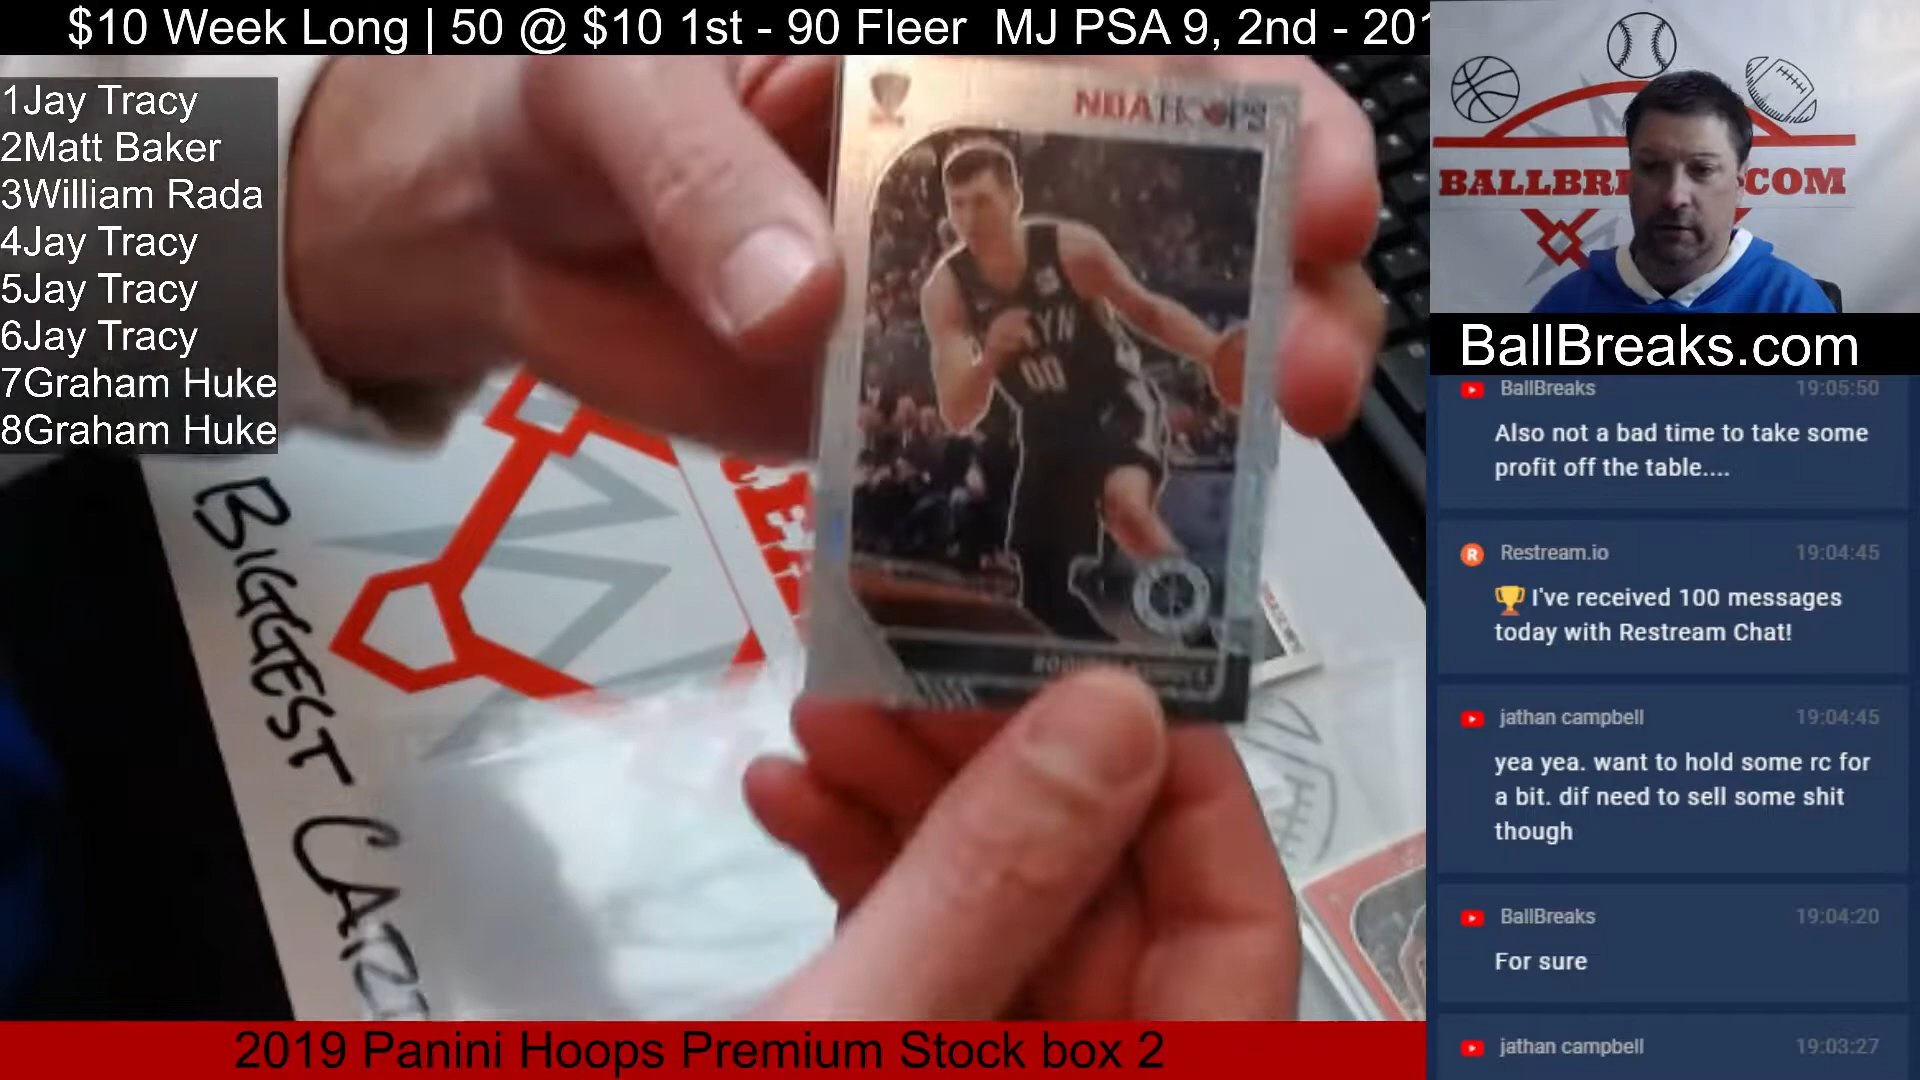 $10 Week Long | 50 @ $10 1st - 90 Fleer MJ PSA 9, 2nd - 201
1Jay Tracy
2Matt Baker
3William Rada
4Jay Tracy
5Jay Tracy
6Jay Tracy
7Graham Huke
8Graham Huke
NBA HOOPS
LYN
00
BIGGEST
2019 Panini Hoops Premium Stock box 2
BALLBR
COM
BallBreaks.com
BallBreaks 19:05:50
Also not a bad time to take some
profit off the table....
R Restream.io 19:04:45
🏆 I've received 100 messages
today with Restream Chat!
jathan campbell 19:04:45
yea yea. want to hold some rc for
a bit. dif need to sell some shit
though
BallBreaks 19:04:20
For sure
jathan campbell 19:03:27